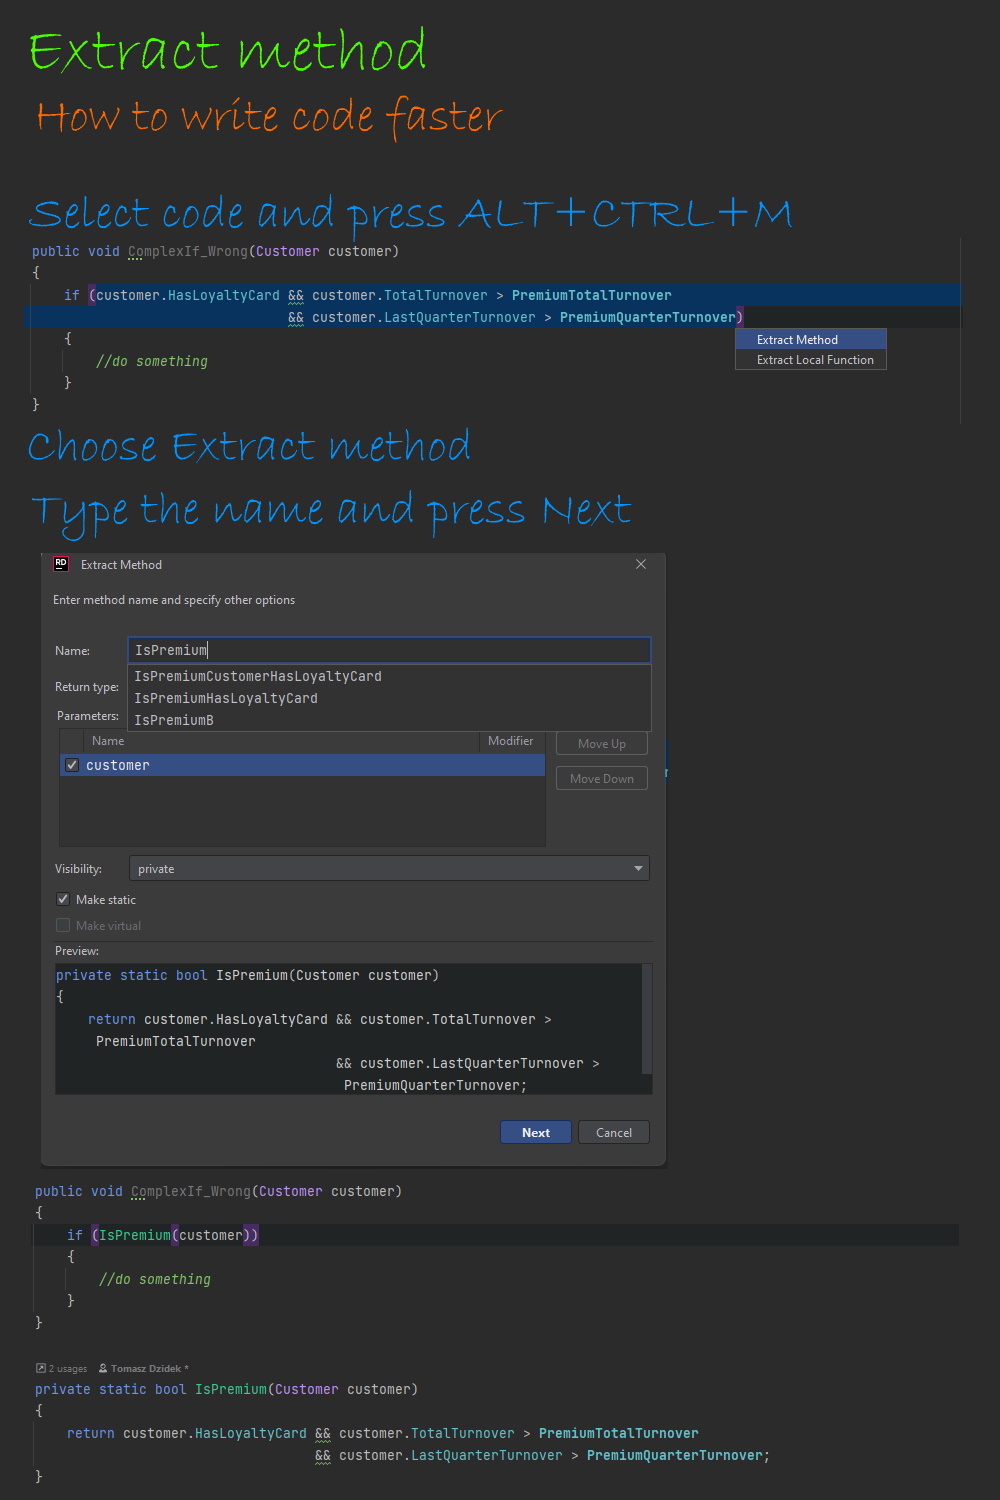 Extract method
How to write code faster
Select code and press ALT+CTRL+M
public void ComplexIf_Wrong(Customer customer)
{
if (customer.HasLoyaltyCard && customer.TotalTurnover > PremiumTotalTurnover
&& customer.LastQuarterTurnover > PremiumQuarterTurnover)
{
Extract Method
//do something
Extract Local Function
}
}
Choose Extract method
Type the name and press Next
RD Extract Method
Enter method name and specify other options
Name: IsPremium
IsPremiumCustomerHasLoyaltyCard
Return type:
IsPremiumHasLoyaltyCard
Parameters:
IsPremiumB
Name Modifier Move Up
customer
Move Down
Visibility: private
Make static
Make virtual
Preview:
private static bool IsPremium(Customer customer)
{
return customer.HasLoyaltyCard && customer.TotalTurnover >
PremiumTotalTurnover
&& customer.LastQuarterTurnover >
PremiumQuarterTurnover;
Next Cancel
public void ComplexIf_Wrong(Customer customer)
{
if (IsPremium(customer))
{
//do something
}
}
2 usages Tomasz Dzidek *
private static bool IsPremium(Customer customer)
{
return customer.HasLoyaltyCard && customer.TotalTurnover > PremiumTotalTurnover
&& customer.LastQuarterTurnover > PremiumQuarterTurnover;
}